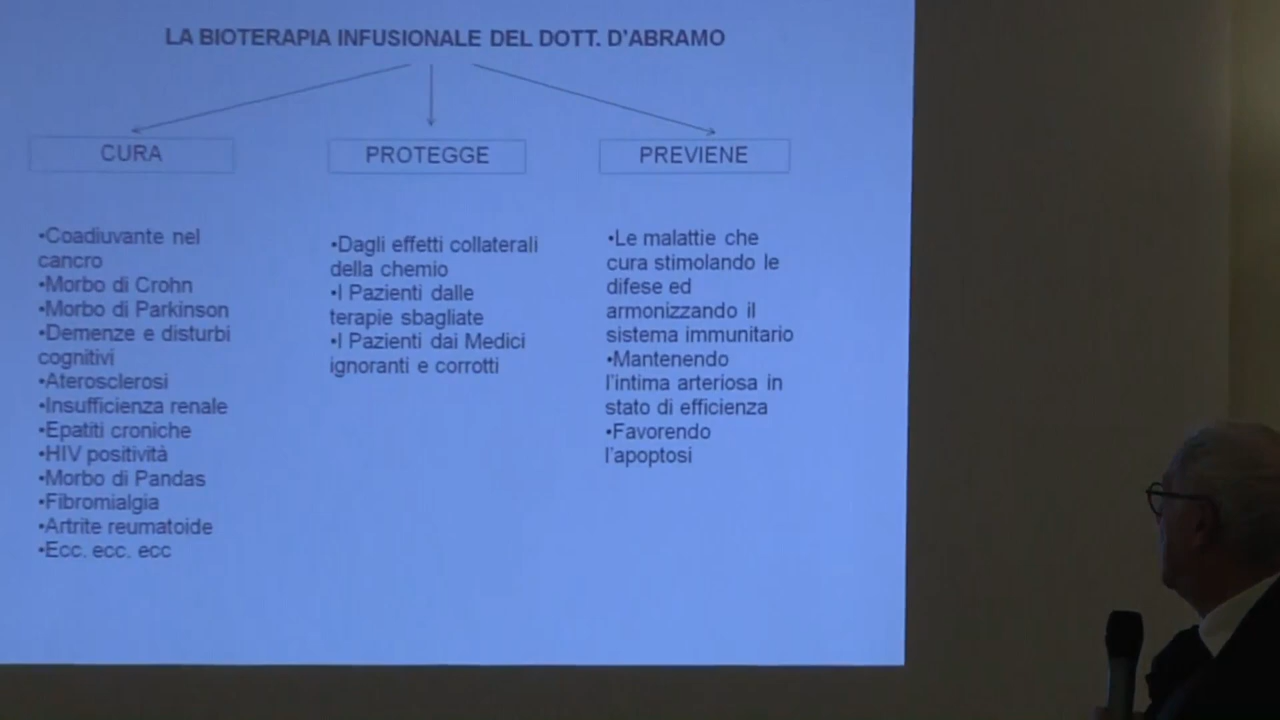 LA BIOTERAPIA INFUSIONALE DEL DOTT. D'ABRAMO
CURA
•Coadiuvante nel
cancro
•Morbo di Crohn
•Morbo di Parkinson
•Demenze e disturbi
cognitivi
•Aterosclerosi
•Insufficienza renale
•Epatiti croniche
•HIV positività
•Morbo di Pandas
•Fibromialgia
•Artrite reumatoide
•Ecc. ecc. ecc
PROTEGGE
•Dagli effetti collaterali
della chemio
•I Pazienti dalle
terapie sbagliate
•I Pazienti dai Medici
ignoranti e corrotti
PREVIENE
•Le malattie che
cura stimolando le
difese ed
armonizzando il
sistema immunitario
•Mantenendo
l'intima arteriosa in
stato di efficienza
•Favorendo
l'apoptosi